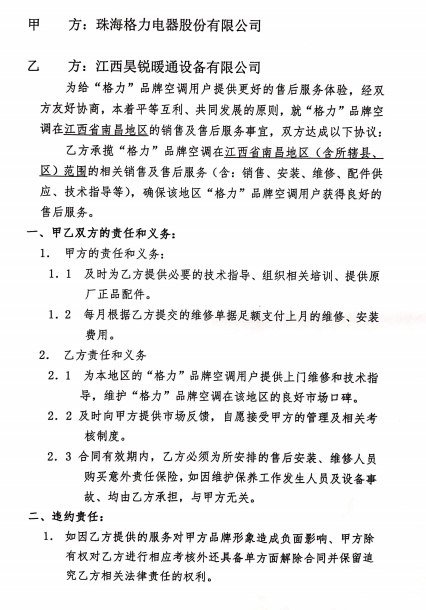 甲　　方：珠海格力电器股份有限公司
乙　　方：江西昊锐暖通设备有限公司
为给“格力”品牌空调用户提供更好的售后服务体验，经双
方友好协商，本着平等互利、共同发展的原则，就“格力”品牌空
调在江西省南昌地区的销售及售后服务事宜，双方达成以下协议：
乙方承揽“格力”品牌空调在江西省南昌地区（含所辖县、
区）范围的相关销售及售后服务（含：销售、安装、维修、配件供
应、技术指导等），确保该地区“格力”品牌空调用户获得良好的
售后服务。
一、甲乙双方的责任和义务：
1. 甲方的责任和义务：
1.1 及时为乙方提供必要的技术指导、组织相关培训、提供原
厂正品配件。
1.2 每月根据乙方提交的维修单据足额支付上月的维修、安装
费用。
2. 乙方责任和义务
2.1 为本地区的“格力”品牌空调用户提供上门维修和技术指
导，维护“格力”品牌空调在该地区的良好市场口碑。
2.2 及时向甲方提供市场反馈，自愿接受甲方的管理及相关考
核制度。
2.3 合同有效期内，乙方必须为所安排的售后安装、维修人员
购买意外责任保险，如因维护保养工作发生人员及设备事
故、均由乙方承担，与甲方无关。
二、违约责任：
1. 如因乙方提供的服务对甲方品牌形象造成负面影响、甲方除
有权对乙方进行相应考核外还具备单方面解除合同并保留追
究乙方相关法律责任的权利。